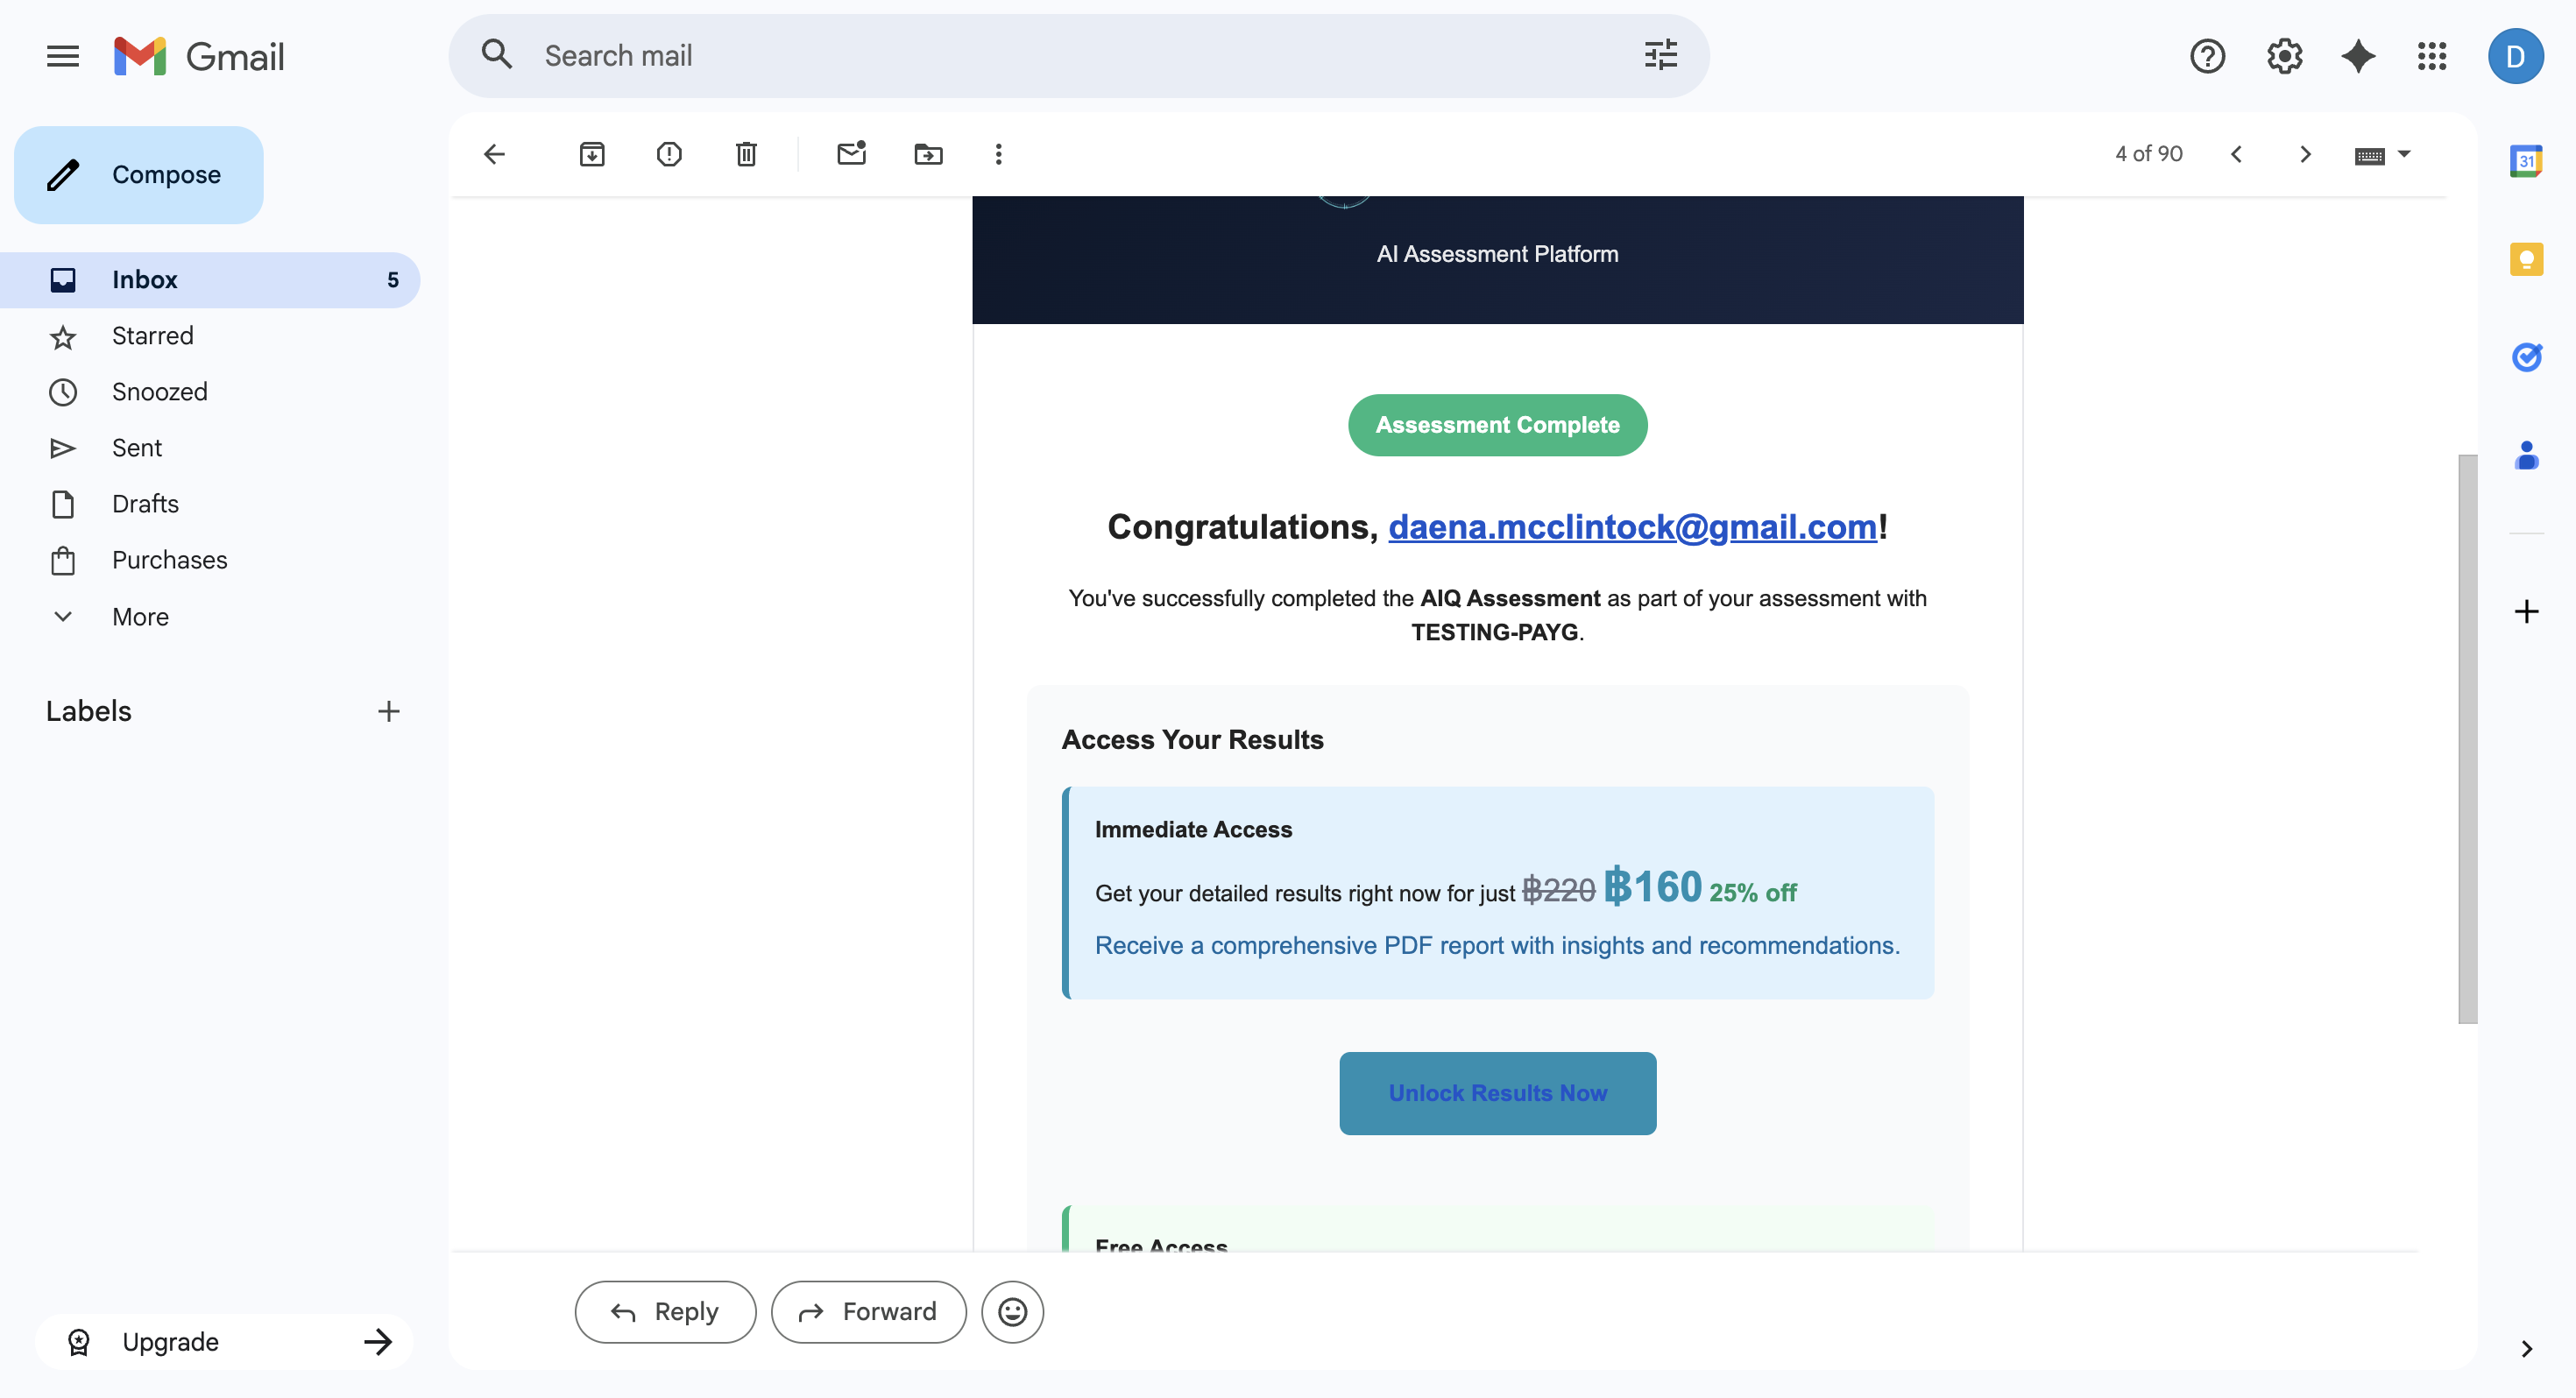 Gmail
Search mail
D
Compose
4 of 90
31
Inbox 5
Starred
Snoozed
Sent
Drafts
Purchases
More
Labels
Upgrade
AI Assessment Platform
Assessment Complete
Congratulations, daena.mcclintock@gmail.com!
You've successfully completed the AIQ Assessment as part of your assessment with
TESTING-PAYG.
Access Your Results
Immediate Access
Get your detailed results right now for just ฿220 ฿160 25% off
Receive a comprehensive PDF report with insights and recommendations.
Unlock Results Now
Free Access
Reply
Forward